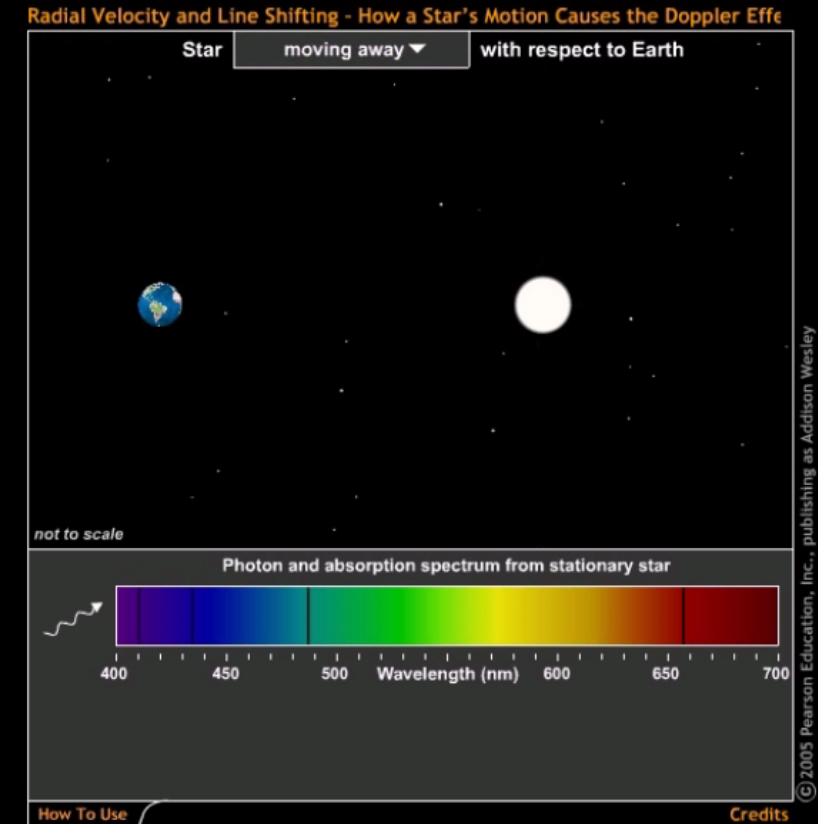 Radial Velocity and Line Shifting - How a Star's Motion Causes the Doppler Effe
Star moving away with respect to Earth
not to scale
Photon and absorption spectrum from stationary star
400 450 500 Wavelength (nm) 600 650 700
©2005 Pearson Education, Inc., publishing as Addison Wesley
How To Use
Credits